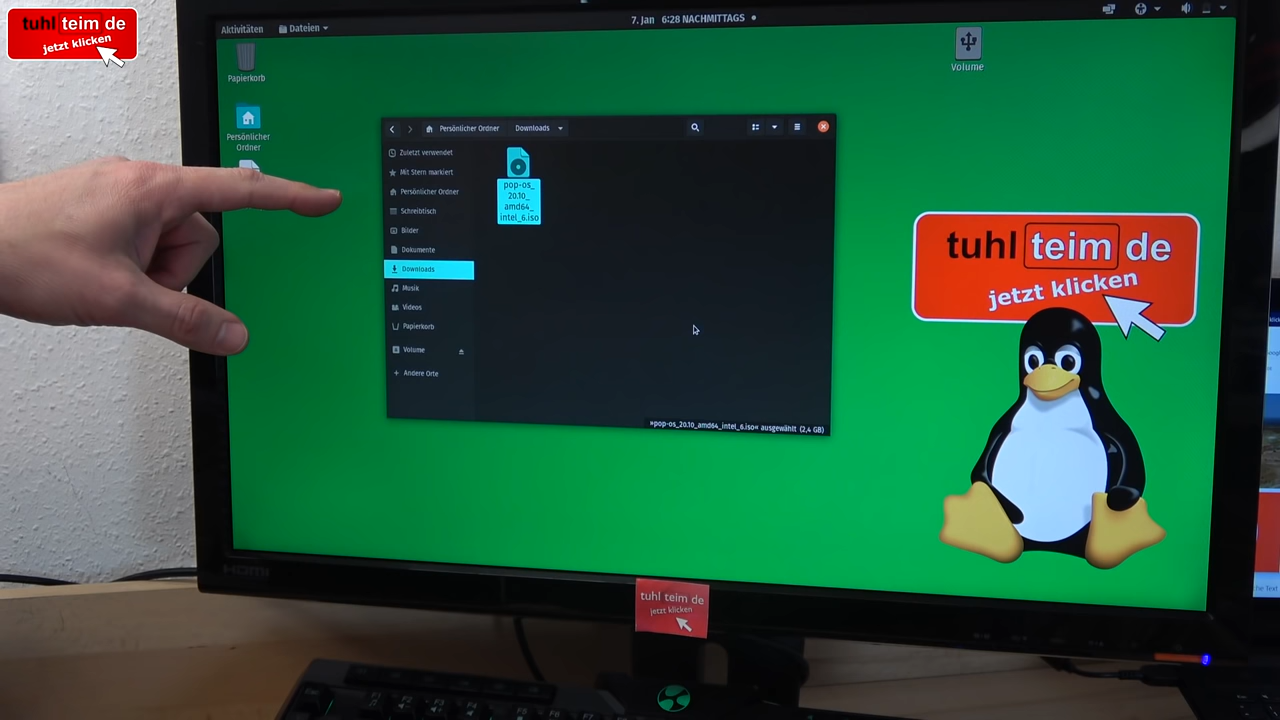 tuhl teim de
jetzt klicken
Aktivitäten
Dateien
7. Jan 6:28 NACHMITTAGS
Papierkorb
Persönlicher
Ordner
Volume
Persönlicher Ordner
Downloads
Zuletzt verwendet
Mit Stern markiert
Persönlicher Ordner
Schreibtisch
Bilder
Dokumente
Downloads
Musik
Videos
Papierkorb
Volume
Andere Orte
pop-os_
20.10_
amd64_
intel_6.iso
»pop-os_20.10_amd64_intel_6.iso« ausgewählt (2,4 GB)
tuhl teim de
jetzt klicken
HDMI
tuhl teim de
jetzt klicken